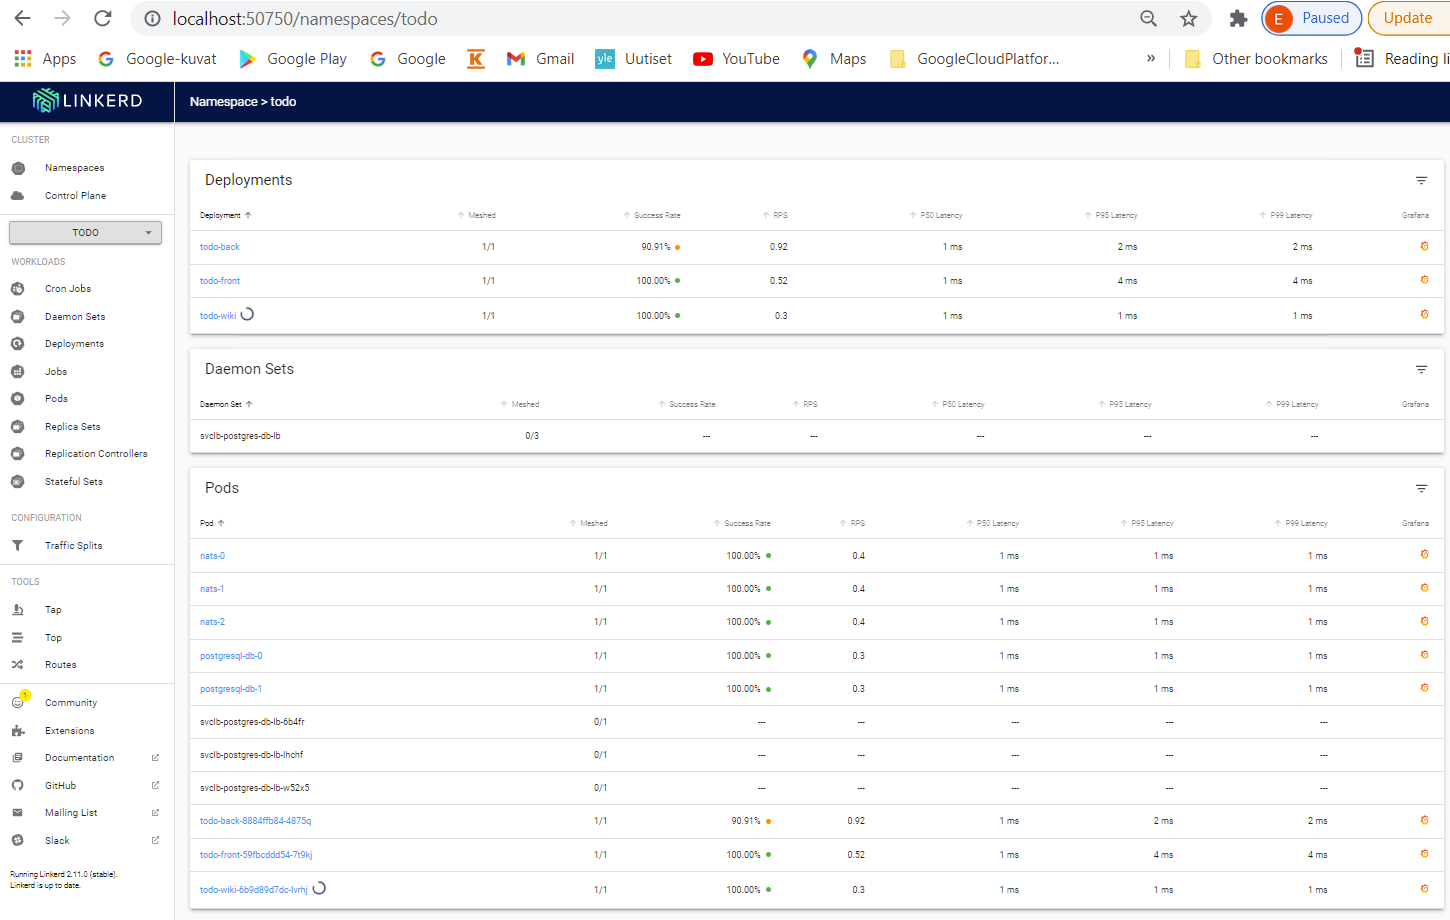 localhost:50750/namespaces/todo
E Paused Update
Apps Google-kuvat Google Play Google K Gmail yle Uutiset YouTube Maps GoogleCloudPlatfor... » Other bookmarks Reading li
LINKERD Namespace > todo
CLUSTER
Namespaces
Control Plane
TODO
WORKLOADS
Cron Jobs
Daemon Sets
Deployments
Jobs
Pods
Replica Sets
Replication Controllers
Stateful Sets
CONFIGURATION
Traffic Splits
TOOLS
Tap
Top
Routes
1
Community
Extensions
Documentation
GitHub
Mailing List
Slack
Running Linkerd 2.11.0 (stable).
Linkerd is up to date.
Deployments
Deployment Meshed Success Rate RPS P50 Latency P95 Latency P99 Latency Grafana
todo-back 1/1 90.91% 0.92 1 ms 2 ms 2 ms
todo-front 1/1 100.00% 0.52 1 ms 4 ms 4 ms
todo-wiki 1/1 100.00% 0.3 1 ms 1 ms 1 ms
Daemon Sets
Daemon Set Meshed Success Rate RPS P50 Latency P95 Latency P99 Latency Grafana
svclb-postgres-db-lb 0/3 --- --- --- --- ---
Pods
Pod Meshed Success Rate RPS P50 Latency P95 Latency P99 Latency Grafana
nats-0 1/1 100.00% 0.4 1 ms 1 ms 1 ms
nats-1 1/1 100.00% 0.4 1 ms 1 ms 1 ms
nats-2 1/1 100.00% 0.4 1 ms 1 ms 1 ms
postgresql-db-0 1/1 100.00% 0.3 1 ms 1 ms 1 ms
postgresql-db-1 1/1 100.00% 0.3 1 ms 1 ms 1 ms
svclb-postgres-db-lb-6b4fr 0/1 --- --- --- --- ---
svclb-postgres-db-lb-lhchf 0/1 --- --- --- --- ---
svclb-postgres-db-lb-w52x5 0/1 --- --- --- --- ---
todo-back-8884ffb84-4875q 1/1 90.91% 0.92 1 ms 2 ms 2 ms
todo-front-59fbcddd54-7t9kj 1/1 100.00% 0.52 1 ms 4 ms 4 ms
todo-wiki-6b9d89d7dc-lvrhj 1/1 100.00% 0.3 1 ms 1 ms 1 ms